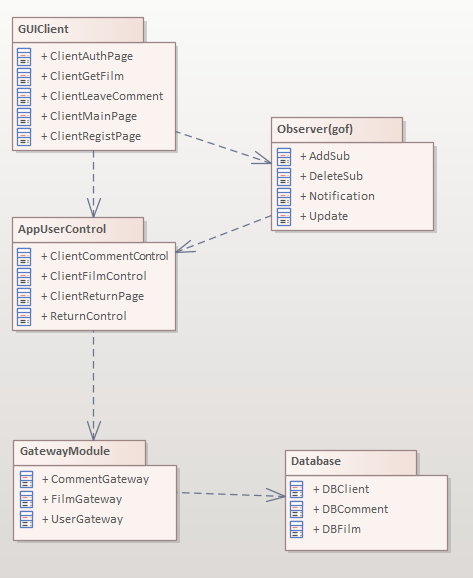 GUIClient
+ ClientAuthPage
+ ClientGetFilm
+ ClientLeaveComment
+ ClientMainPage
+ ClientRegistPage
Observer(gof)
+ AddSub
+ DeleteSub
+ Notification
+ Update
AppUserControl
+ ClientCommentControl
+ ClientFilmControl
+ ClientReturnPage
+ ReturnControl
GatewayModule
+ CommentGateway
+ FilmGateway
+ UserGateway
Database
+ DBClient
+ DBComment
+ DBFilm